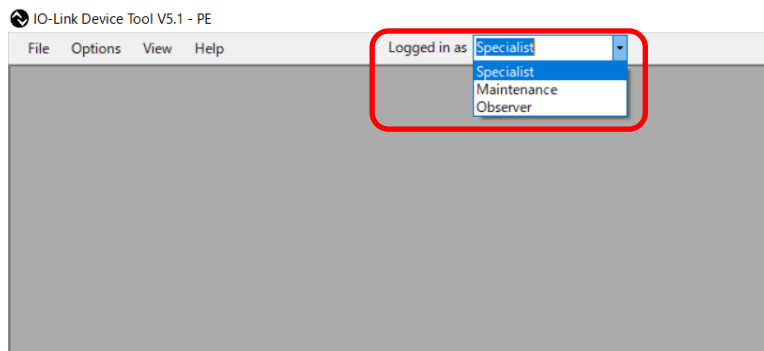 IO-Link Device Tool V5.1 - PE
File Options View Help Logged in as Specialist
Specialist
Maintenance
Observer